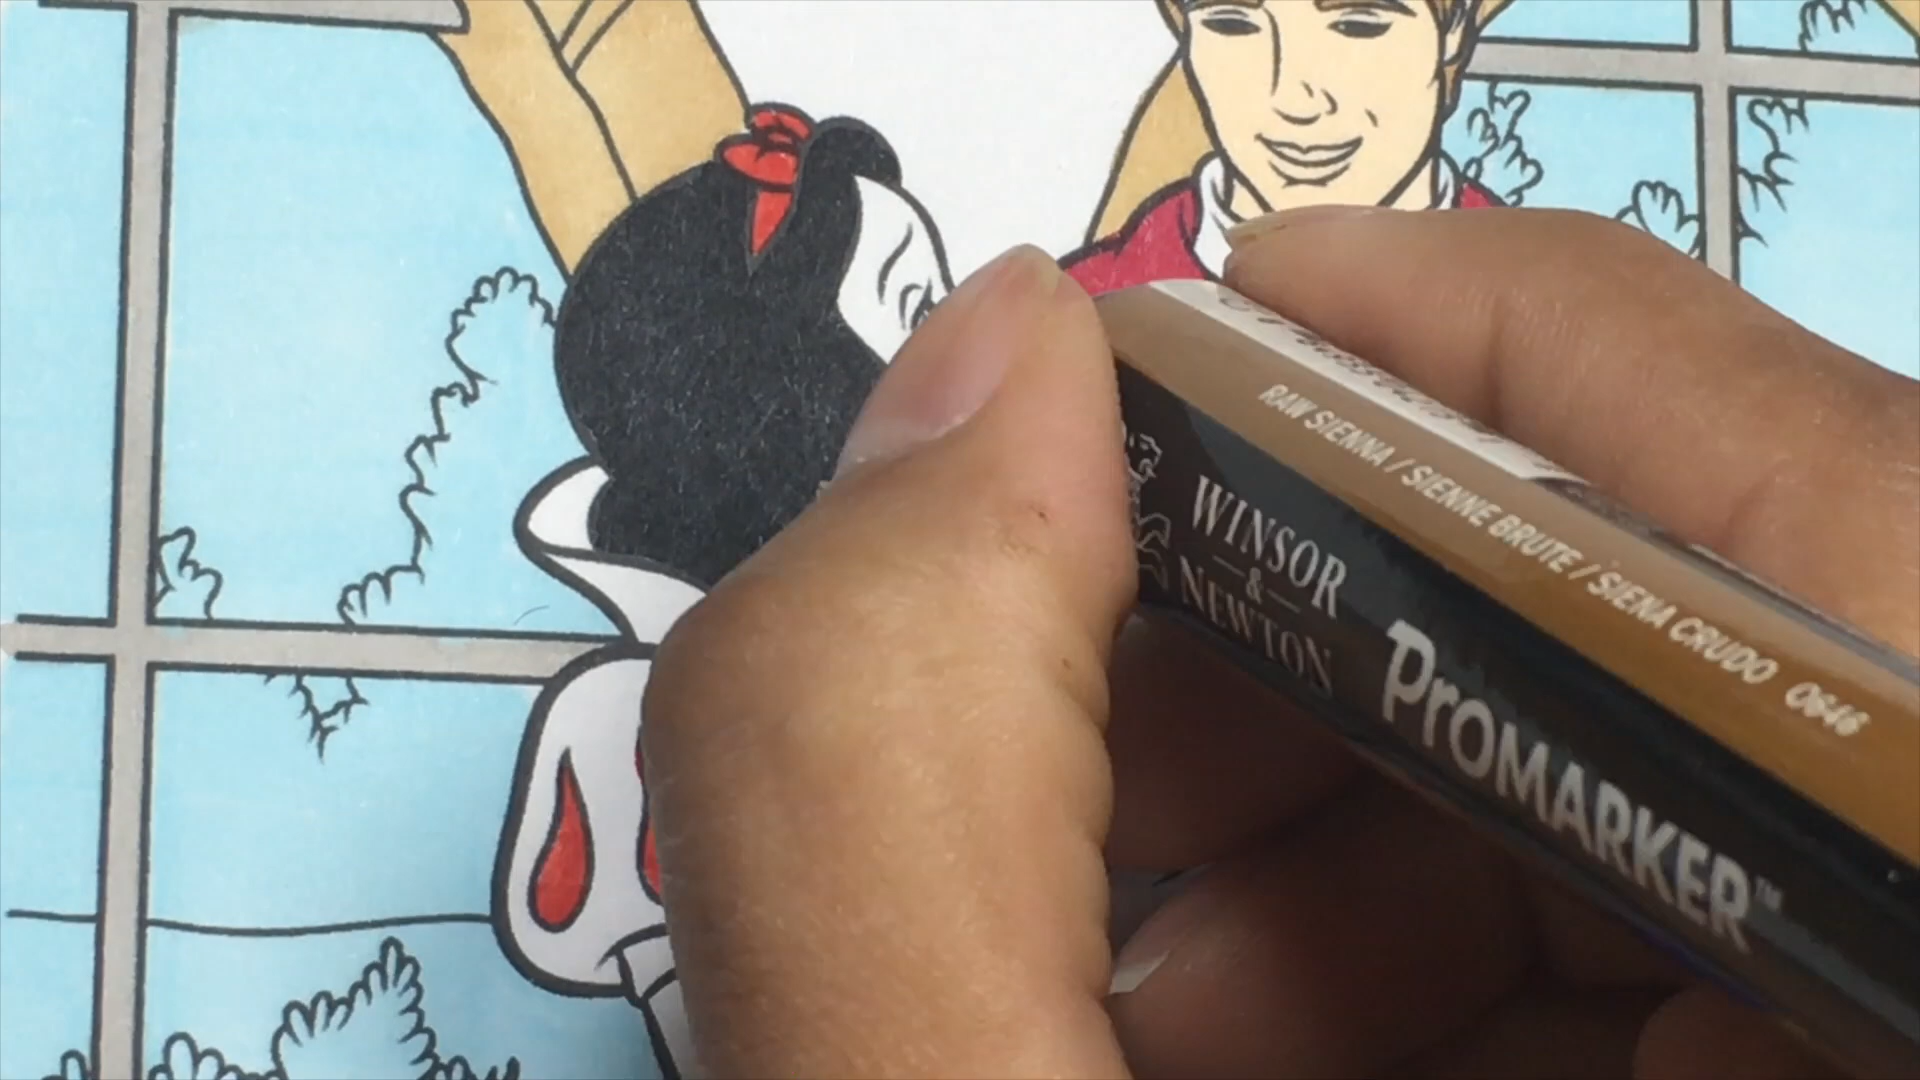 RAW SIENNA / SIENNE BRUTE / SIENA CRUDO 0646
WINSOR
&
NEWTON
PROMARKER™